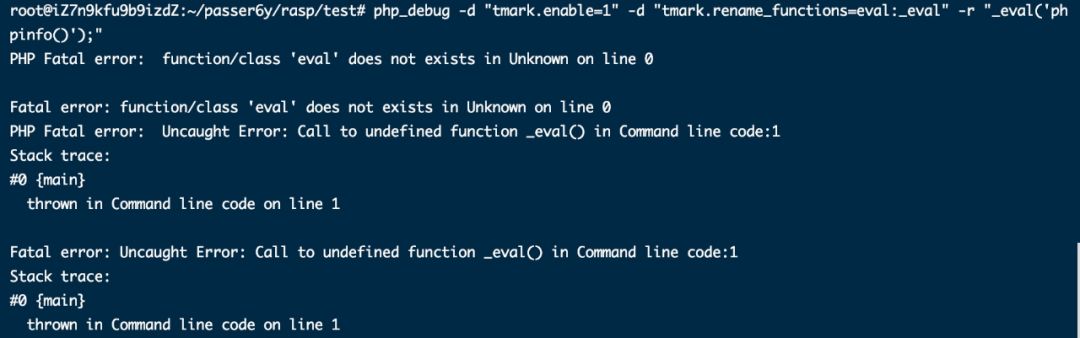 root@iZ7n9kfu9b9izdZ:~/passer6y/rasp/test# php_debug -d "tmark.enable=1" -d "tmark.rename_functions=eval:_eval" -r "_eval('ph
pinfo()');"
PHP Fatal error:  function/class 'eval' does not exists in Unknown on line 0

Fatal error: function/class 'eval' does not exists in Unknown on line 0
PHP Fatal error:  Uncaught Error: Call to undefined function _eval() in Command line code:1
Stack trace:
#0 {main}
  thrown in Command line code on line 1

Fatal error: Uncaught Error: Call to undefined function _eval() in Command line code:1
Stack trace:
#0 {main}
  thrown in Command line code on line 1